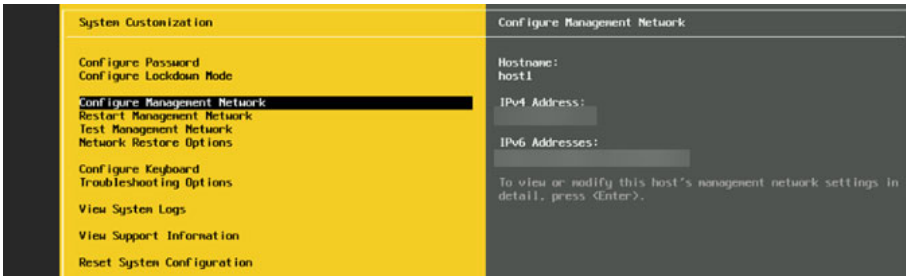 System Customization
Configure Password
Configure Lockdown Mode
Configure Management Network
Restart Management Network
Test Management Network
Network Restore Options
Configure Keyboard
Troubleshooting Options
View System Logs
View Support Information
Reset System Configuration
Configure Management Network
Hostname:
host1
IPv4 Address:
IPv6 Addresses:
To view or modify this host's management network settings in
detail, press <Enter>.